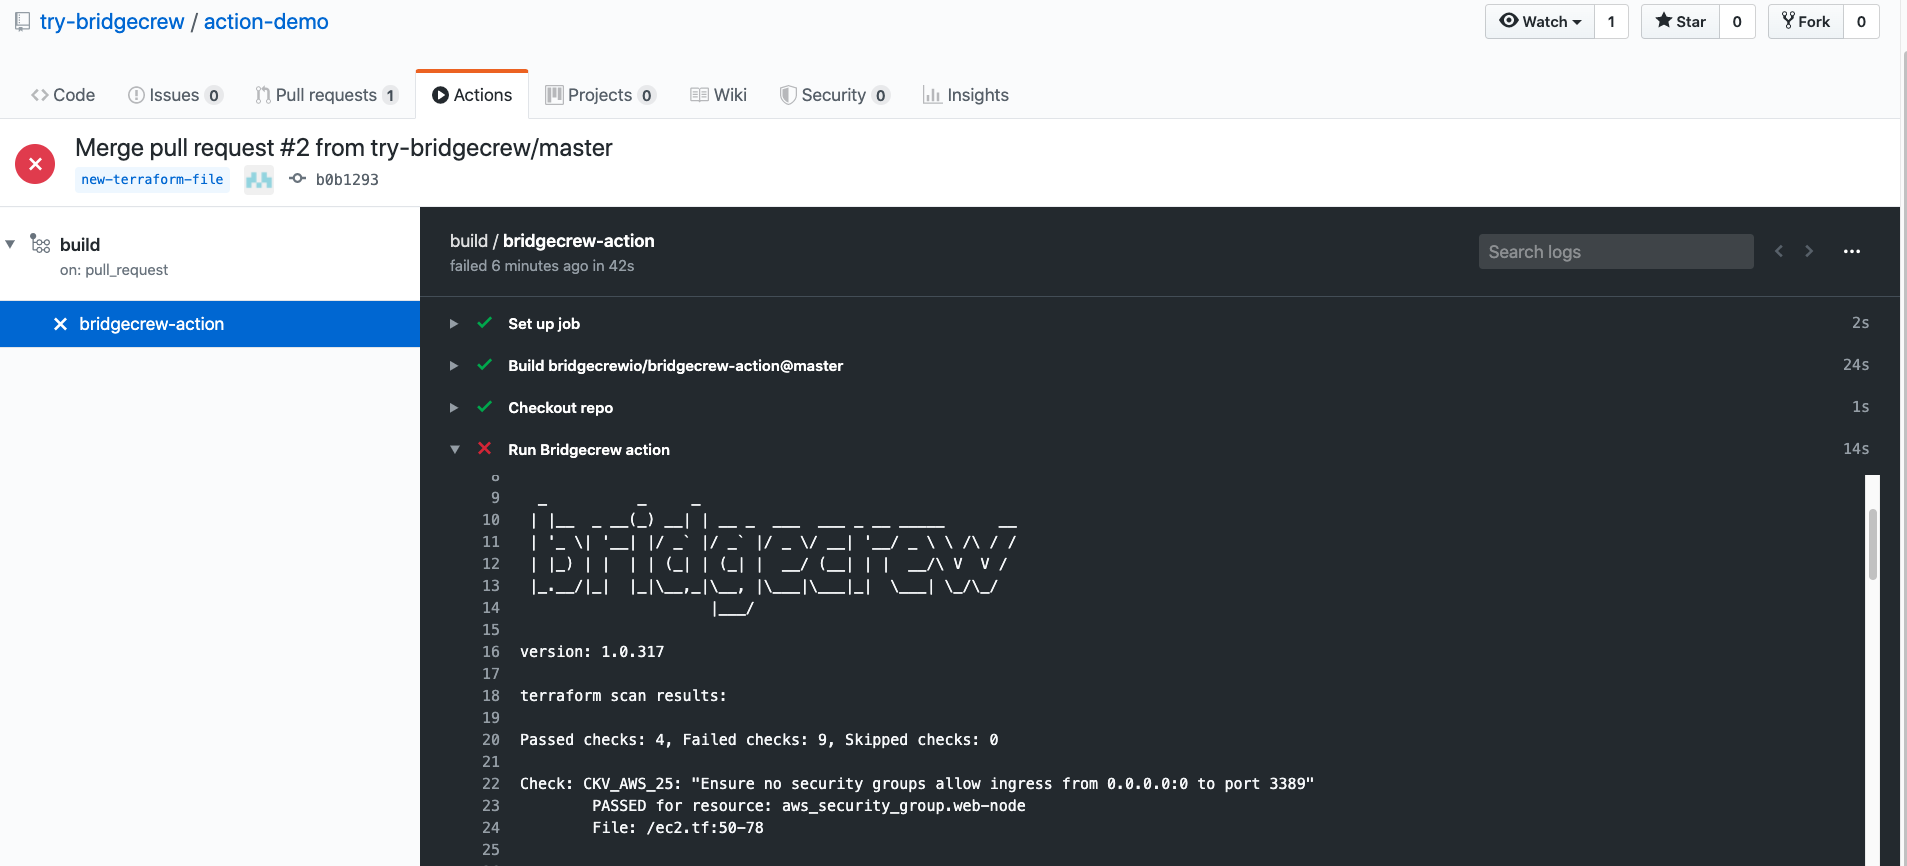 try-bridgecrew / action-demo
Watch 1 Star 0 Fork 0
Code Issues 0 Pull requests 1 Actions Projects 0 Wiki Security 0 Insights
Merge pull request #2 from try-bridgecrew/master
new-terraform-file b0b1293
build
on: pull_request
bridgecrew-action
build / bridgecrew-action
failed 6 minutes ago in 42s
Search logs
Set up job 2s
Build bridgecrewio/bridgecrew-action@master 24s
Checkout repo 1s
Run Bridgecrew action 14s
8
9
10
11
12
13
14
bridgecrew
15
16 version: 1.0.317
17
18 terraform scan results:
19
20 Passed checks: 4, Failed checks: 9, Skipped checks: 0
21
22 Check: CKV_AWS_25: "Ensure no security groups allow ingress from 0.0.0.0:0 to port 3389"
23 PASSED for resource: aws_security_group.web-node
24 File: /ec2.tf:50-78
25